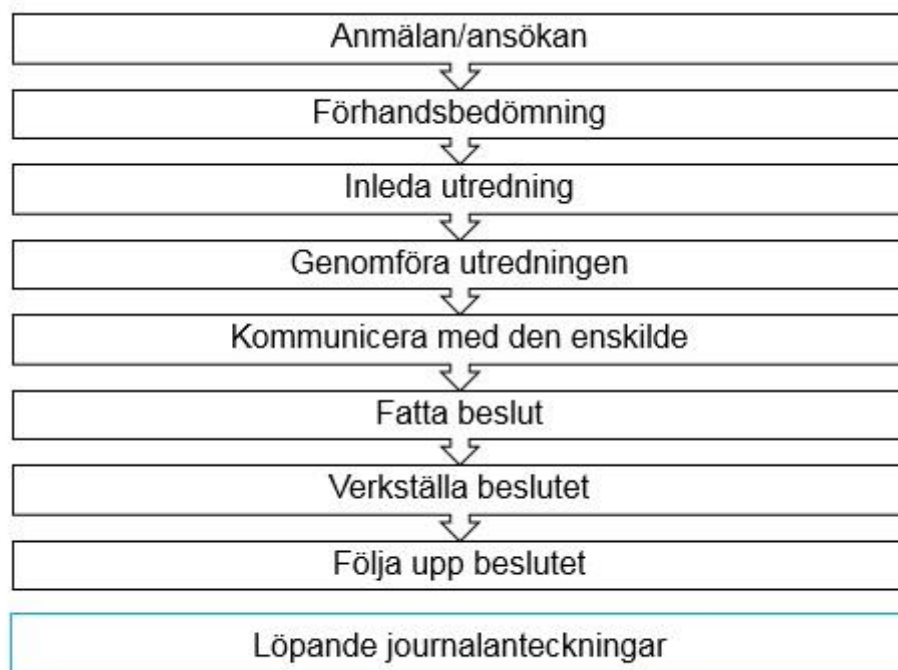 Anmälan/ansökan
Förhandsbedömning
Inleda utredning
Genomföra utredningen
Kommunicera med den enskilde
Fatta beslut
Verkställa beslutet
Följa upp beslutet
Löpande journalanteckningar